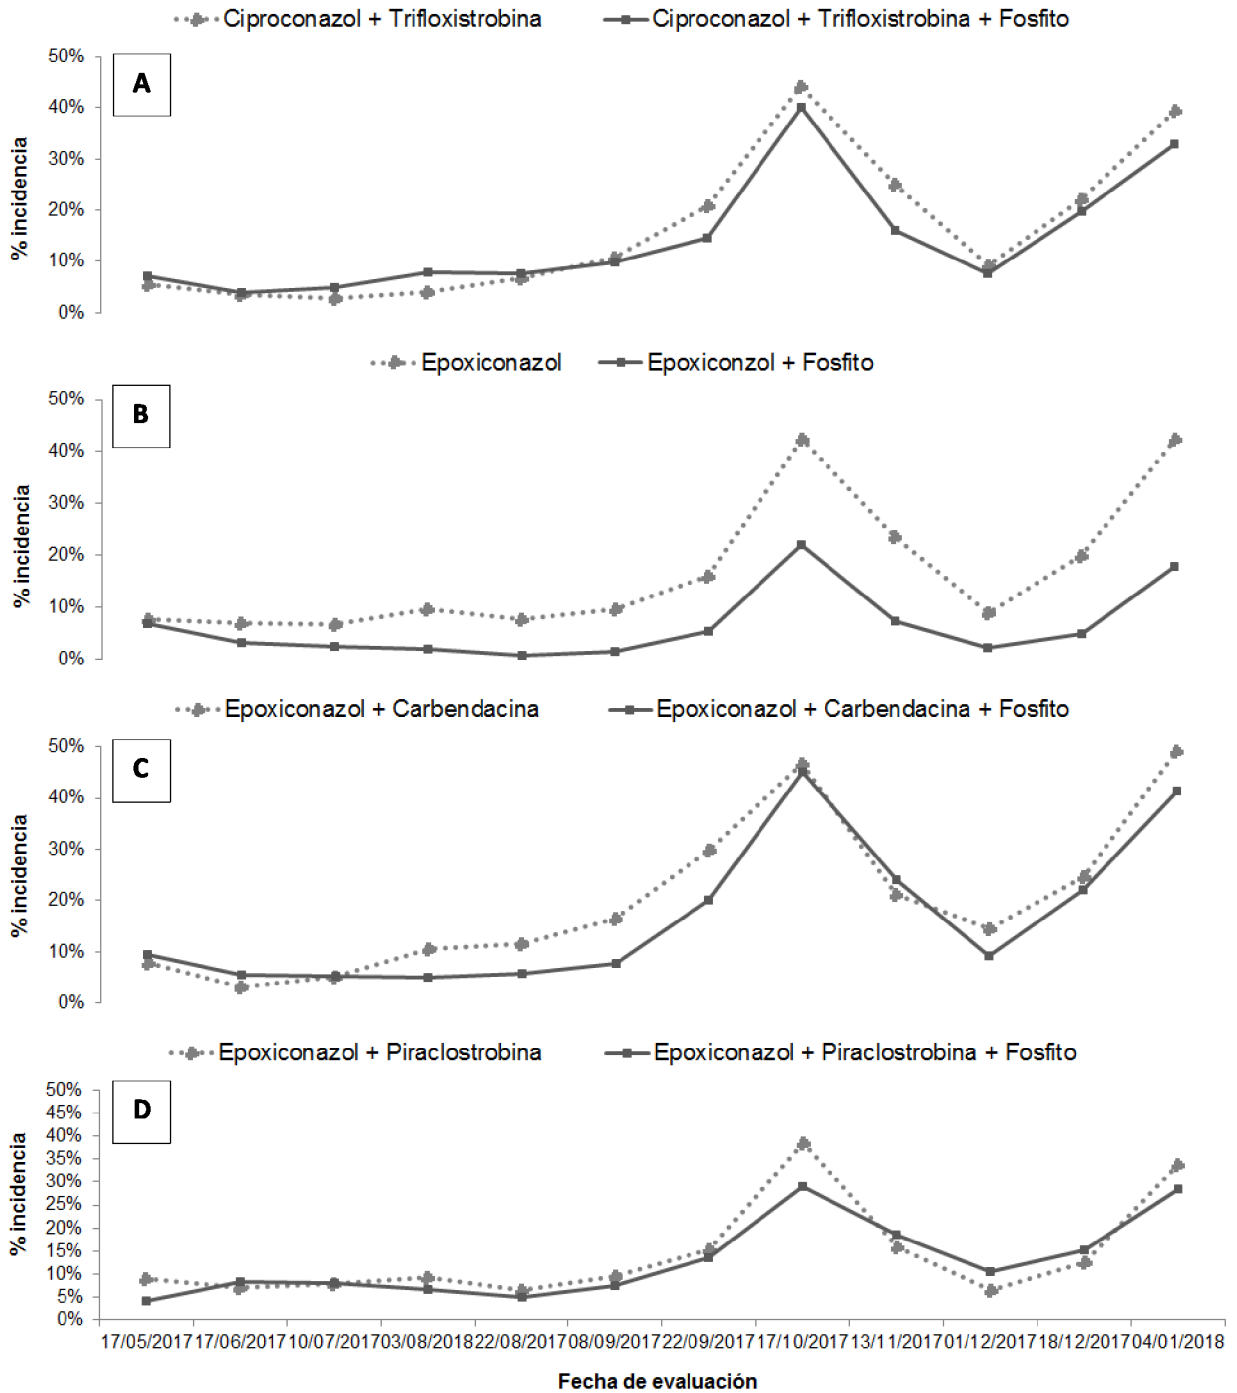 Ciproconazol + Trifloxistrobina Ciproconazol + Trifloxistrobina + Fosfito
A
% incidencia
50%
40%
30%
20%
10%
0%
Epoxiconazol Epoxiconzol + Fosfito
B
% incidencia
50%
40%
30%
20%
10%
0%
Epoxiconazol + Carbendacina Epoxiconazol + Carbendacina + Fosfito
C
% incidencia
50%
40%
30%
20%
10%
0%
Epoxiconazol + Piraclostrobina Epoxiconazol + Piraclostrobina + Fosfito
D
% incidencia
50%
45%
40%
35%
30%
25%
20%
15%
10%
5%
0%
17/05/2017 17/06/2017 10/07/2017 03/08/2018 22/08/2017 08/09/2017 22/09/2017 17/10/2017 13/11/2017 01/12/2017 18/12/2017 04/01/2018
Fecha de evaluación